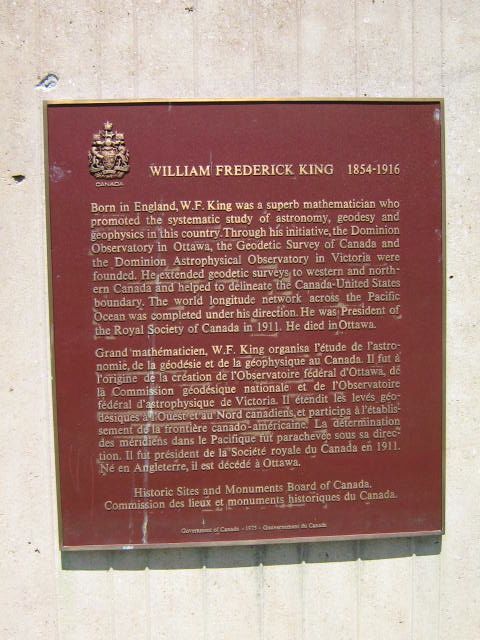 CANADA
WILLIAM FREDERICK KING 1854-1916
Born in England, W.F. King was a superb mathematician who
promoted the systematic study of astronomy, geodesy and
geophysics in this country. Through his initiative, the Dominion
Observatory in Ottawa, the Geodetic Survey of Canada and
the Dominion Astrophysical Observatory in Victoria were
founded. He extended geodetic surveys to western and north-
ern Canada and helped to delineate the Canada-United States
boundary. The world longitude network across the Pacific
Ocean was completed under his direction. He was President of
the Royal Society of Canada in 1911. He died in Ottawa.
Grand mathématicien, W.F. King organisa l'étude de l'astro-
nomie, de la géodésie et de la géophysique au Canada. Il fut à
l'origine de la création de l'Observatoire fédéral d'Ottawa, de
la Commission géodésique nationale et de l'Observatoire
fédéral d'astrophysique de Victoria. Il étendit les levés géo-
désiques à l'Ouest et au Nord canadiens, et participa à l'établis-
sement de la frontière canado-américaine. La détermination
des méridiens dans le Pacifique fut parachevée sous sa direc-
tion. Il fut président de la Société royale du Canada en 1911.
Né en Angleterre, il est décédé à Ottawa.
Historic Sites and Monuments Board of Canada.
Commission des lieux et monuments historiques du Canada.
Government of Canada - 1975 - Gouvernement du Canada